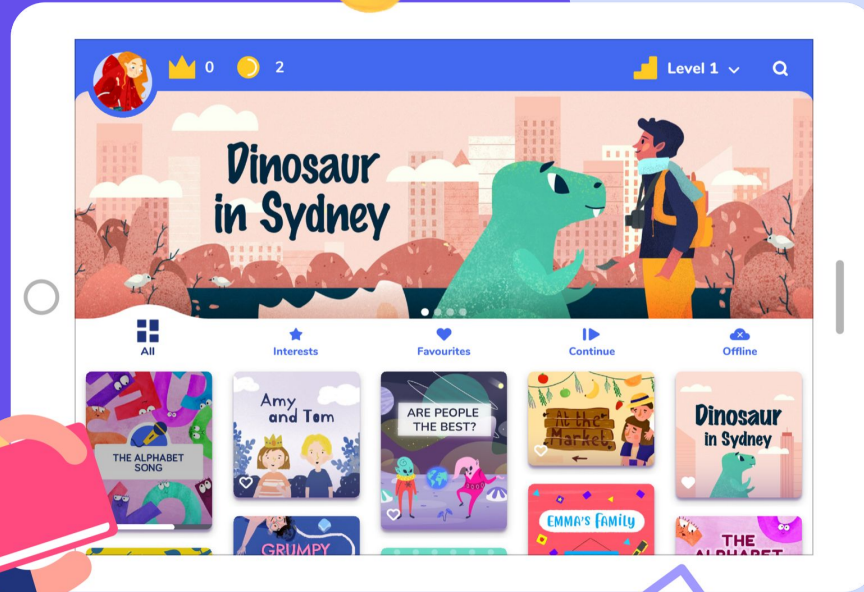 0
2
Level 1
Dinosaur
in Sydney
All
Interests
Favourites
Continue
Offline
THE ALPHABET
SONG
Amy
and Tom
ARE PEOPLE
THE BEST?
At the
Market
Dinosaur
in Sydney
GRUMPY
EMMA'S FAMILY
THE
ALPHABET